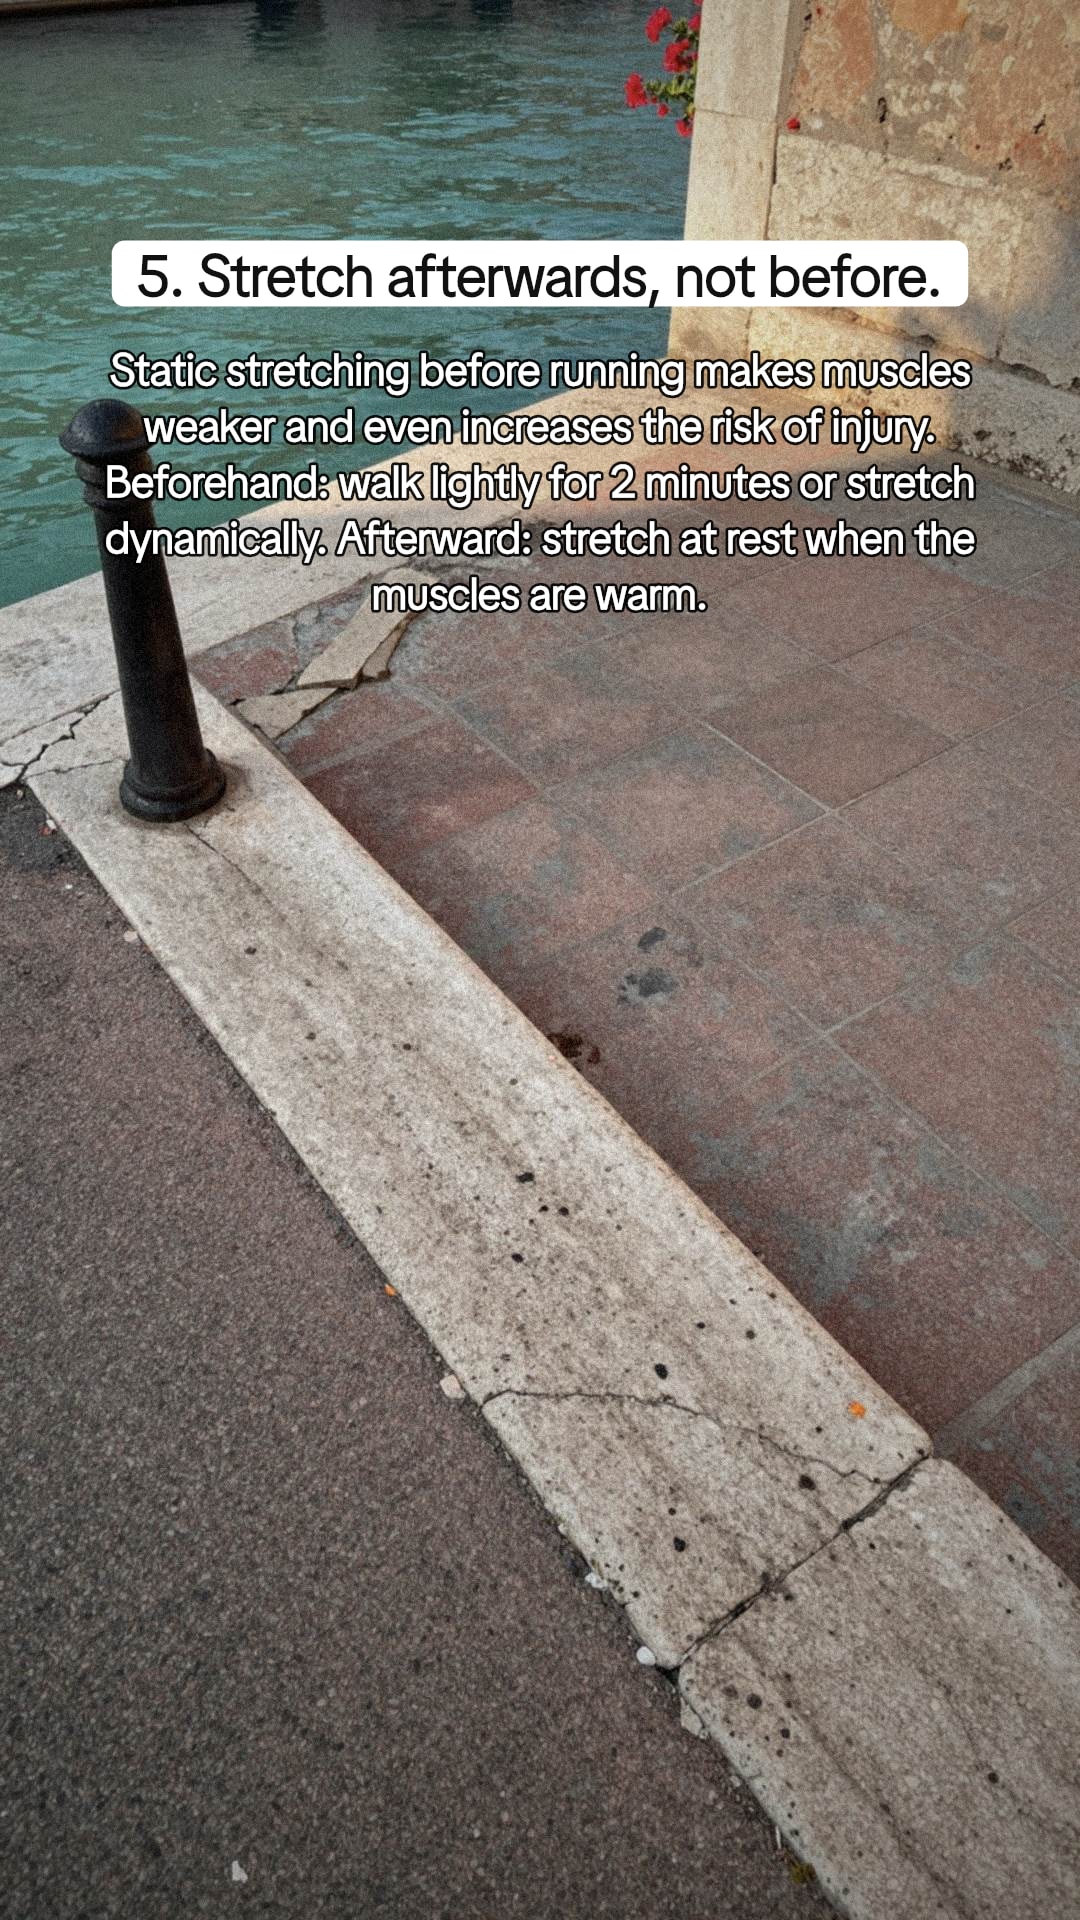 5. Stretch afterwards, not before.
Static stretching before running makes muscles
weaker and even increases the risk of injury.
Beforehand: walk lightly for 2 minutes or stretch
dynamically. Afterward: stretch at rest when the
muscles are warm.